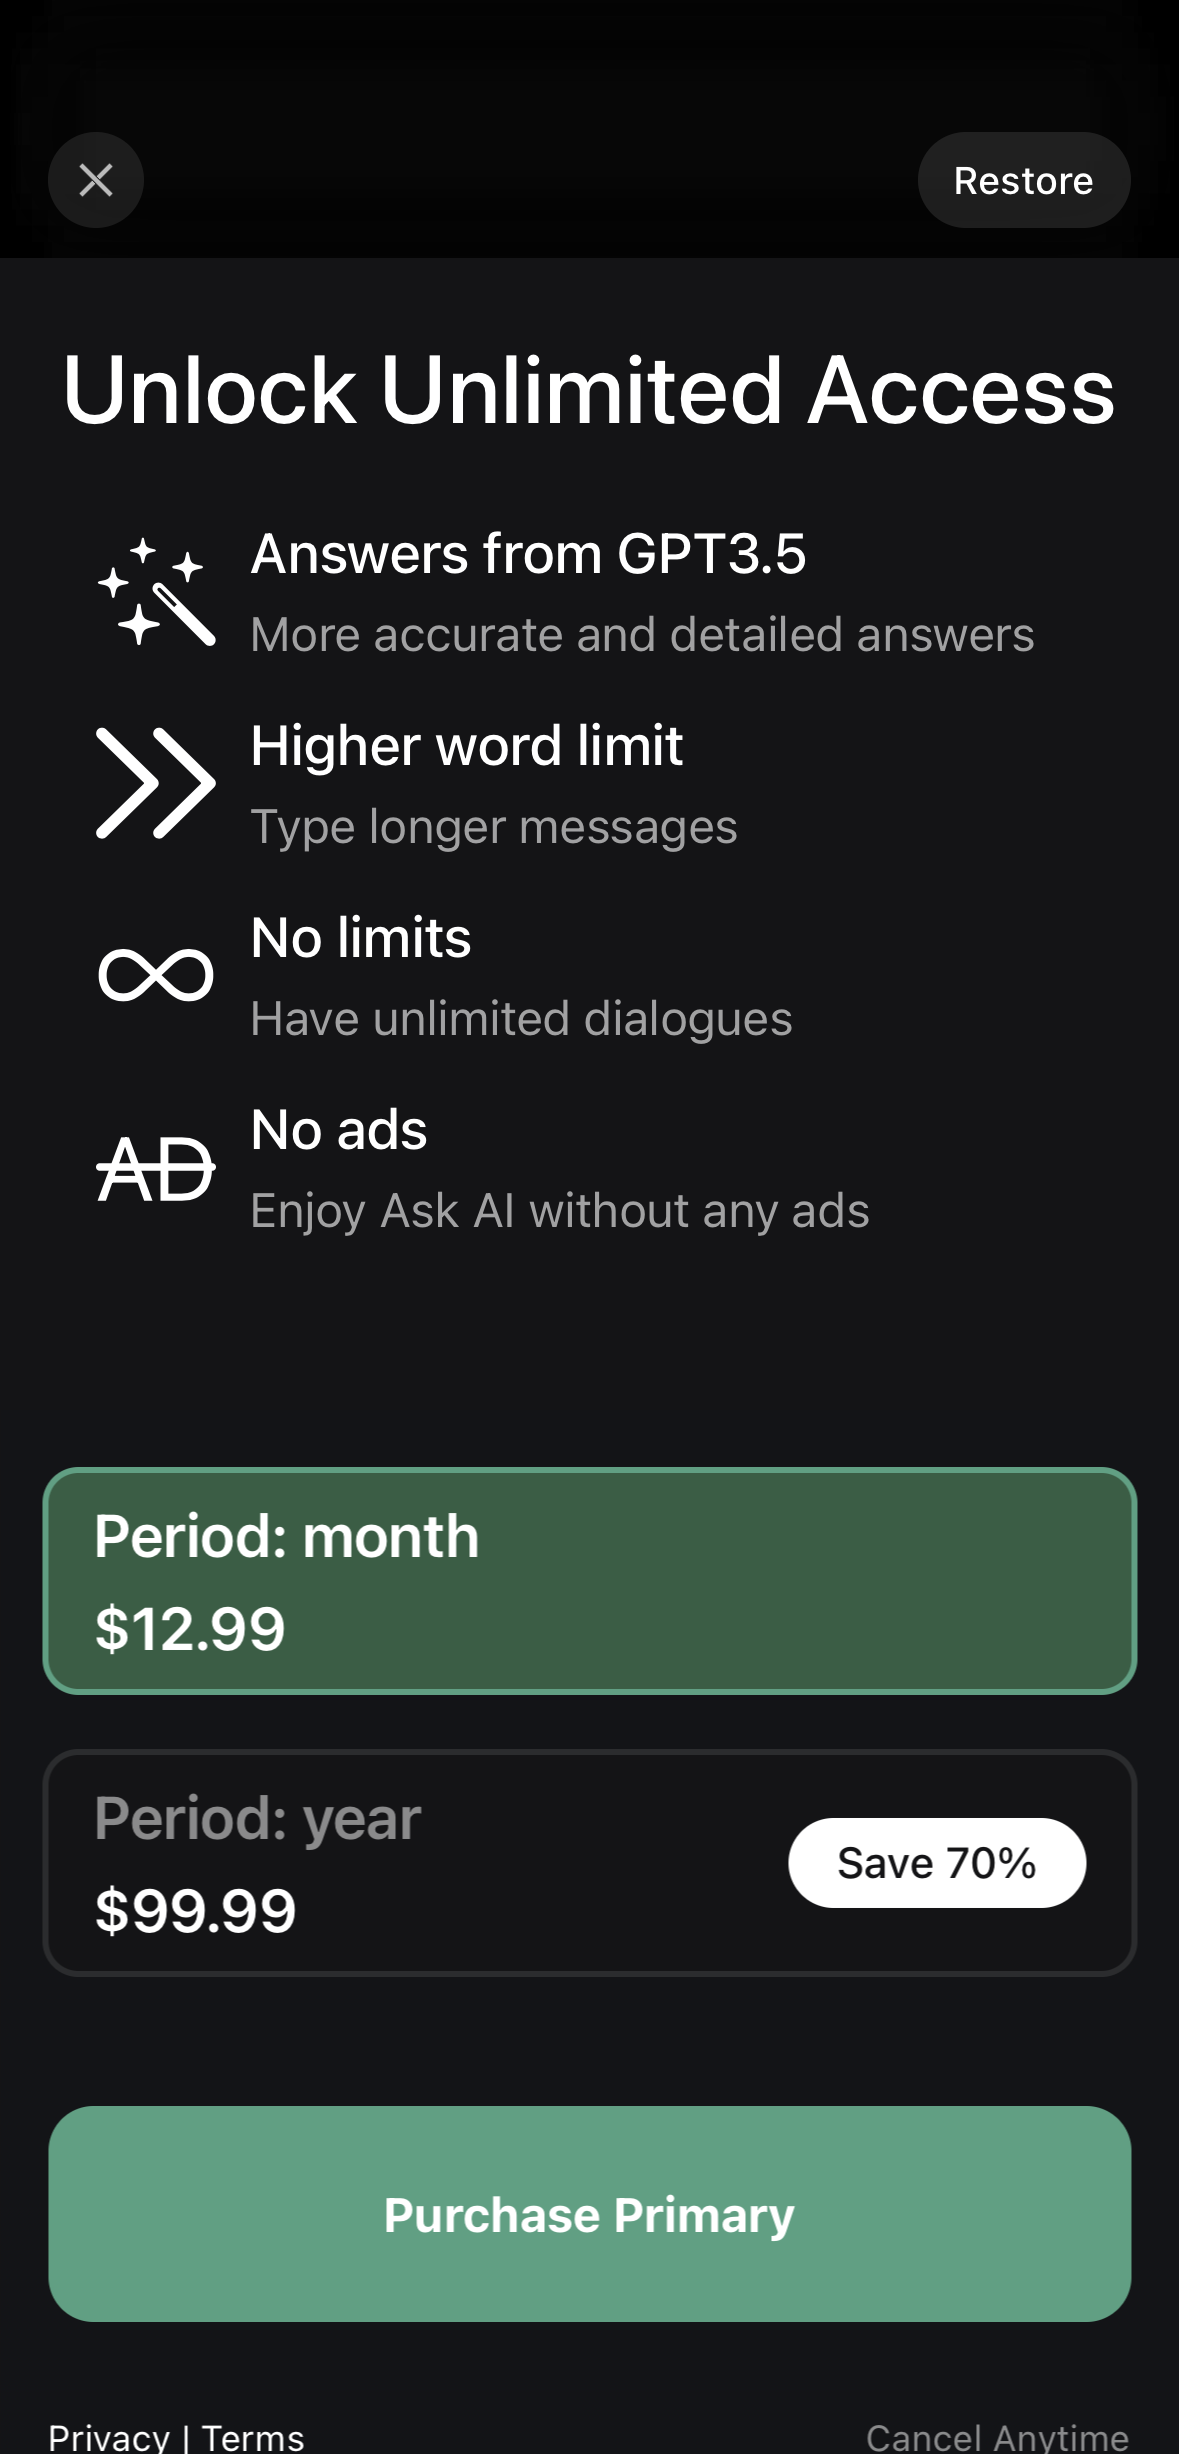 Restore
Unlock Unlimited Access
Answers from GPT3.5
More accurate and detailed answers
Higher word limit
Type longer messages
No limits
Have unlimited dialogues
AD
No ads
Enjoy Ask AI without any ads
Period: month
$12.99
Period: year
$99.99
Save 70%
Purchase Primary
Privacy | Terms
Cancel Anytime